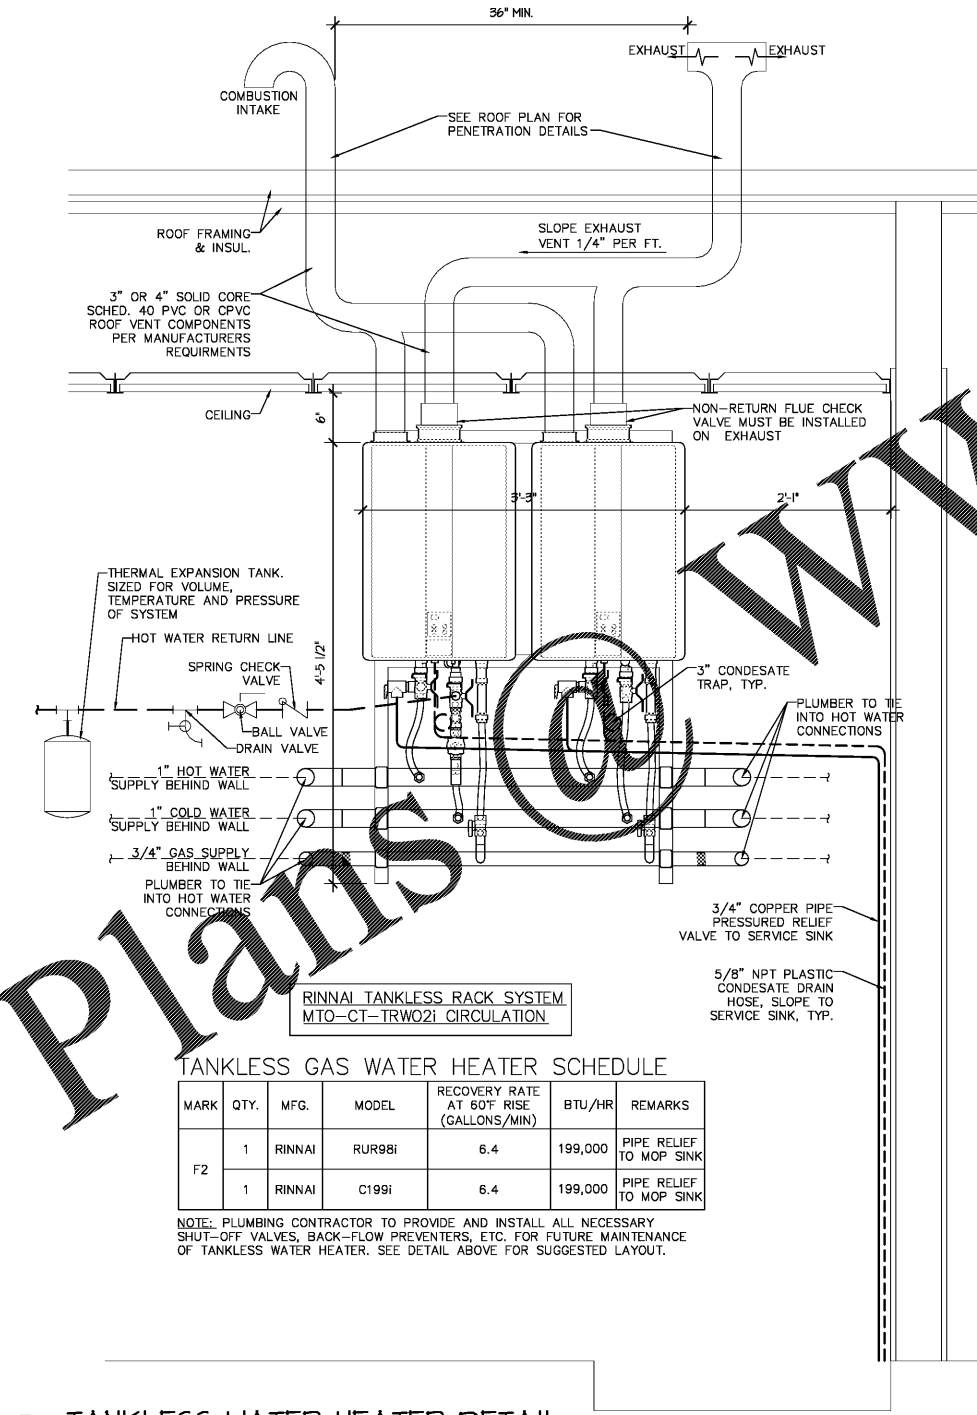 36" MIN.
EXHAUST
EXHAUST
COMBUSTION
INTAKE
SEE ROOF PLAN FOR
PENETRATION DETAILS
ROOF FRAMING
& INSUL.
SLOPE EXHAUST
VENT 1/4" PER FT.
3" OR 4" SOLID CORE
SCHED. 40 PVC OR CPVC
ROOF VENT COMPONENTS
PER MANUFACTURERS
REQUIRMENTS
CEILING
6"
NON-RETURN FLUE CHECK
VALVE MUST BE INSTALLED
ON EXHAUST
3'-3"
2'-1"
THERMAL EXPANSION TANK.
SIZED FOR VOLUME,
TEMPERATURE AND PRESSURE
OF SYSTEM
HOT WATER RETURN LINE
SPRING CHECK
VALVE
4'-5 1/2"
3" CONDESATE
TRAP, TYP.
BALL VALVE
DRAIN VALVE
PLUMBER TO TIE
INTO HOT WATER
CONNECTIONS
1" HOT WATER
SUPPLY BEHIND WALL
1" COLD WATER
SUPPLY BEHIND WALL
3/4" GAS SUPPLY
BEHIND WALL
PLUMBER TO TIE
INTO HOT WATER
CONNECTIONS
3/4" COPPER PIPE
PRESSURED RELIEF
VALVE TO SERVICE SINK
5/8" NPT PLASTIC
CONDESATE DRAIN
HOSE, SLOPE TO
SERVICE SINK, TYP.
Plans @ ww
RINNAI TANKLESS RACK SYSTEM
MTO-CT-TRW02i CIRCULATION
TANKLESS GAS WATER HEATER SCHEDULE
MARK QTY. MFG. MODEL RECOVERY RATE AT 60°F RISE (GALLONS/MIN) BTU/HR REMARKS
F2 1 RINNAI RUR98i 6.4 199,000 PIPE RELIEF TO MOP SINK
1 RINNAI C199i 6.4 199,000 PIPE RELIEF TO MOP SINK
NOTE: PLUMBING CONTRACTOR TO PROVIDE AND INSTALL ALL NECESSARY
SHUT-OFF VALVES, BACK-FLOW PREVENTERS, ETC. FOR FUTURE MAINTENANCE
OF TANKLESS WATER HEATER. SEE DETAIL ABOVE FOR SUGGESTED LAYOUT.
TANKLESS WATER HEATER DETAIL